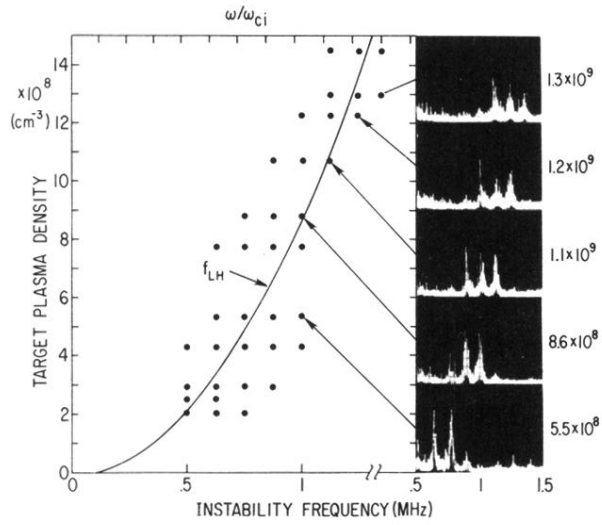 ω/ωci
14
×10⁸
(cm⁻³) 12
10
8
6
4
2
0
TARGET PLASMA DENSITY
fLH
1.3×10⁹
1.2×10⁹
1.1×10⁹
8.6×10⁸
5.5×10⁸
0 .5 1 .5 1 1.5
INSTABILITY FREQUENCY (MHz)